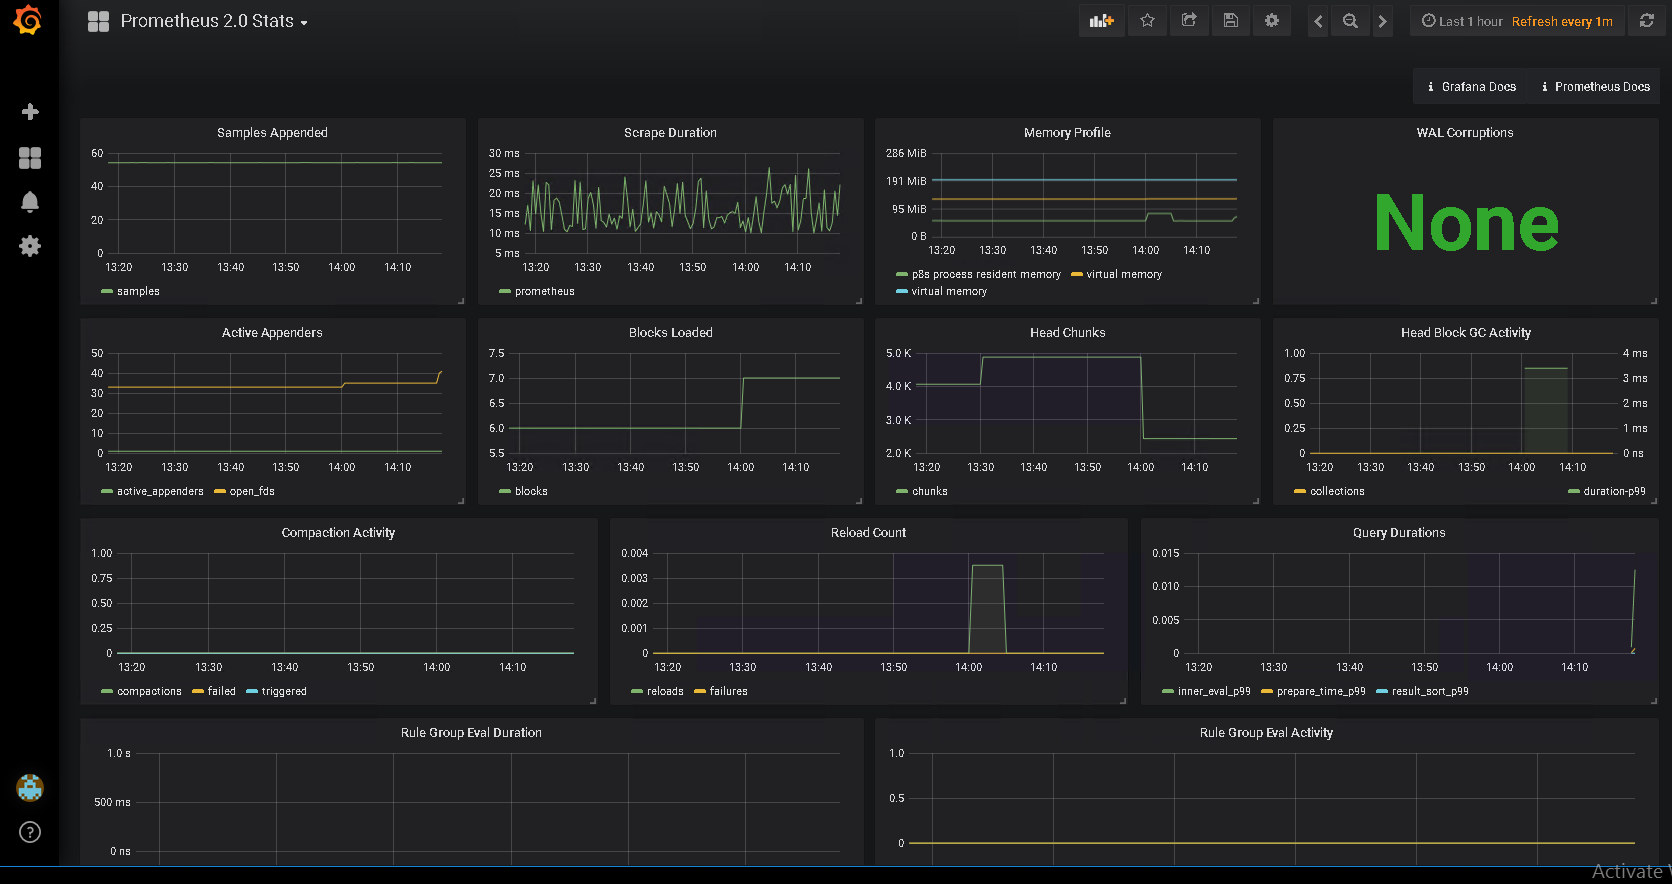 Prometheus 2.0 Stats
Last 1 hour Refresh every 1m
Grafana Docs
Prometheus Docs
Samples Appended
60
40
20
0
13:20 13:30 13:40 13:50 14:00 14:10
samples
Scrape Duration
30 ms
25 ms
20 ms
15 ms
10 ms
5 ms
13:20 13:30 13:40 13:50 14:00 14:10
prometheus
Memory Profile
286 MiB
191 MiB
95 MiB
0 B
13:20 13:30 13:40 13:50 14:00 14:10
p8s process resident memory virtual memory
virtual memory
WAL Corruptions
None
Active Appenders
50
40
30
20
10
0
13:20 13:30 13:40 13:50 14:00 14:10
active_appenders open_fds
Blocks Loaded
7.5
7.0
6.5
6.0
5.5
13:20 13:30 13:40 13:50 14:00 14:10
blocks
Head Chunks
5.0 K
4.0 K
3.0 K
2.0 K
13:20 13:30 13:40 13:50 14:00 14:10
chunks
Head Block GC Activity
1.00 4 ms
0.75 3 ms
0.50 2 ms
0.25 1 ms
0 0 ns
13:20 13:30 13:40 13:50 14:00 14:10
collections duration-p99
Compaction Activity
1.00
0.75
0.50
0.25
0
13:20 13:30 13:40 13:50 14:00 14:10
compactions failed triggered
Reload Count
0.004
0.003
0.002
0.001
0
13:20 13:30 13:40 13:50 14:00 14:10
reloads failures
Query Durations
0.015
0.010
0.005
0
13:20 13:30 13:40 13:50 14:00 14:10
inner_eval_p99 prepare_time_p99 result_sort_p99
Rule Group Eval Duration
1.0 s
500 ms
0 ns
Rule Group Eval Activity
1.0
0.5
0
Activate